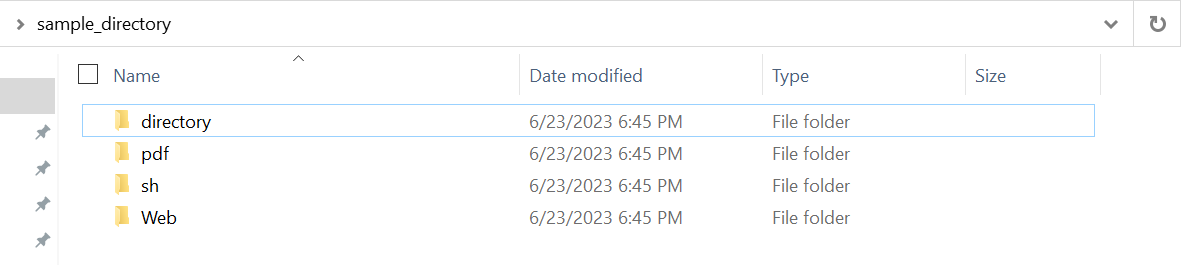 sample_directory
Name Date modified Type Size
directory 6/23/2023 6:45 PM File folder
pdf 6/23/2023 6:45 PM File folder
sh 6/23/2023 6:45 PM File folder
Web 6/23/2023 6:45 PM File folder